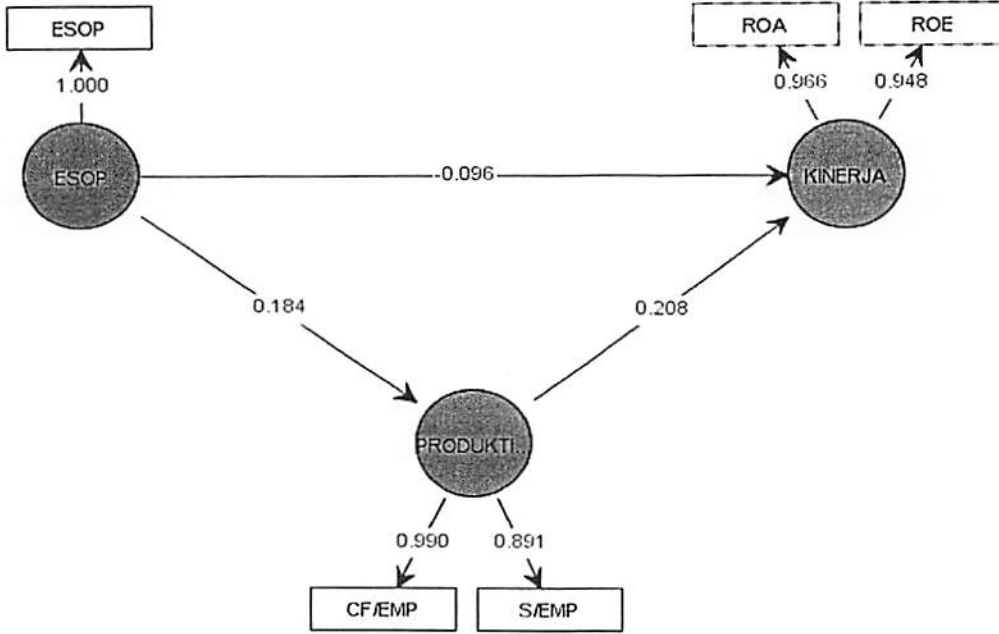 ESOP
ROA
ROE
1.000
0.966
0.948
ESOP
-0.096
KINERJA
0.184
0.208
PRODUKTI...
0.990
0.891
CF/EMP
S/EMP